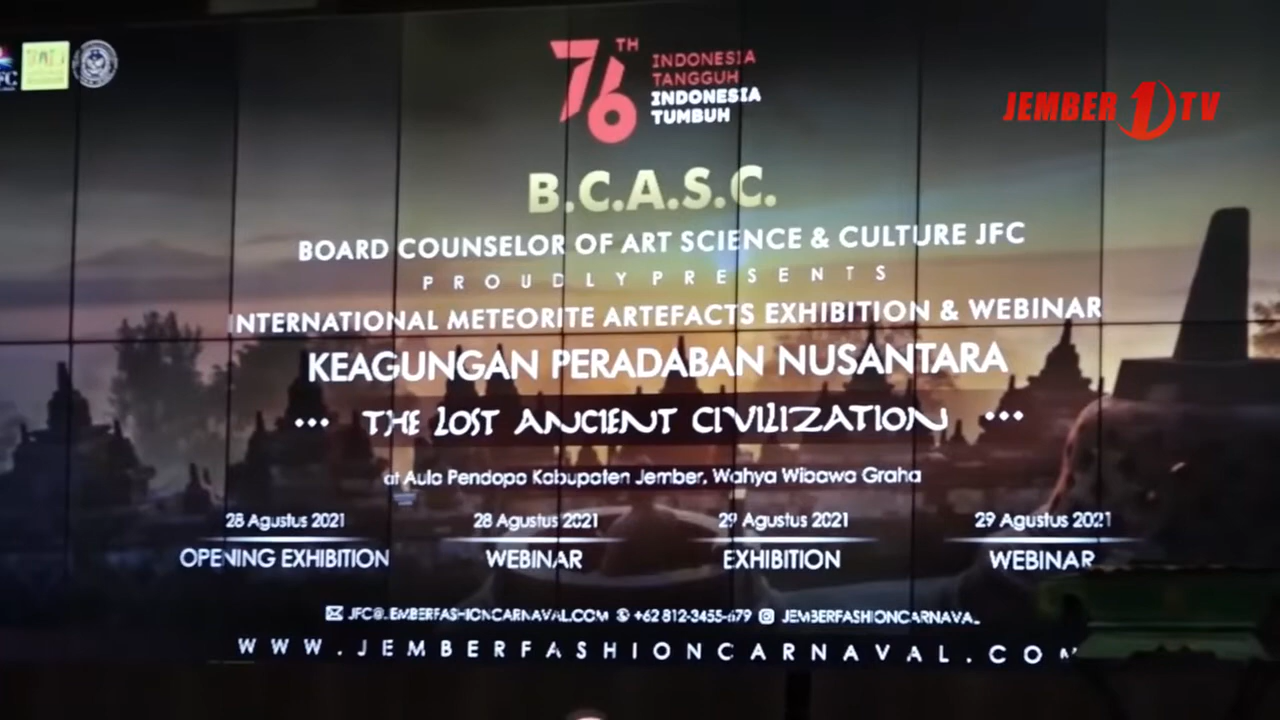 76TH
INDONESIA
TANGGUH
INDONESIA
TUMBUH
JEMBER 1 TV
B.C.A.S.C.
BOARD COUNSELOR OF ART SCIENCE & CULTURE JFC
PROUDLY PRESENTS
INTERNATIONAL METEORITE ARTEFACTS EXHIBITION & WEBINAR
KEAGUNGAN PERADABAN NUSANTARA
... THE LOST ANCIENT CIVILIZATION ...
at Aula Pendopo Kabupaten Jember, Wahya Wibawa Graha
28 Agustus 2021 28 Agustus 2021 29 Agustus 2021 29 Agustus 2021
OPENING EXHIBITION WEBINAR EXHIBITION WEBINAR
JFC@JEMBERFASHIONCARNAVAL.COM +62 812-3455- JEMBERFASHIONCARNAVAL
WWW.JEMBERFASHIONCARNAVAL.COM